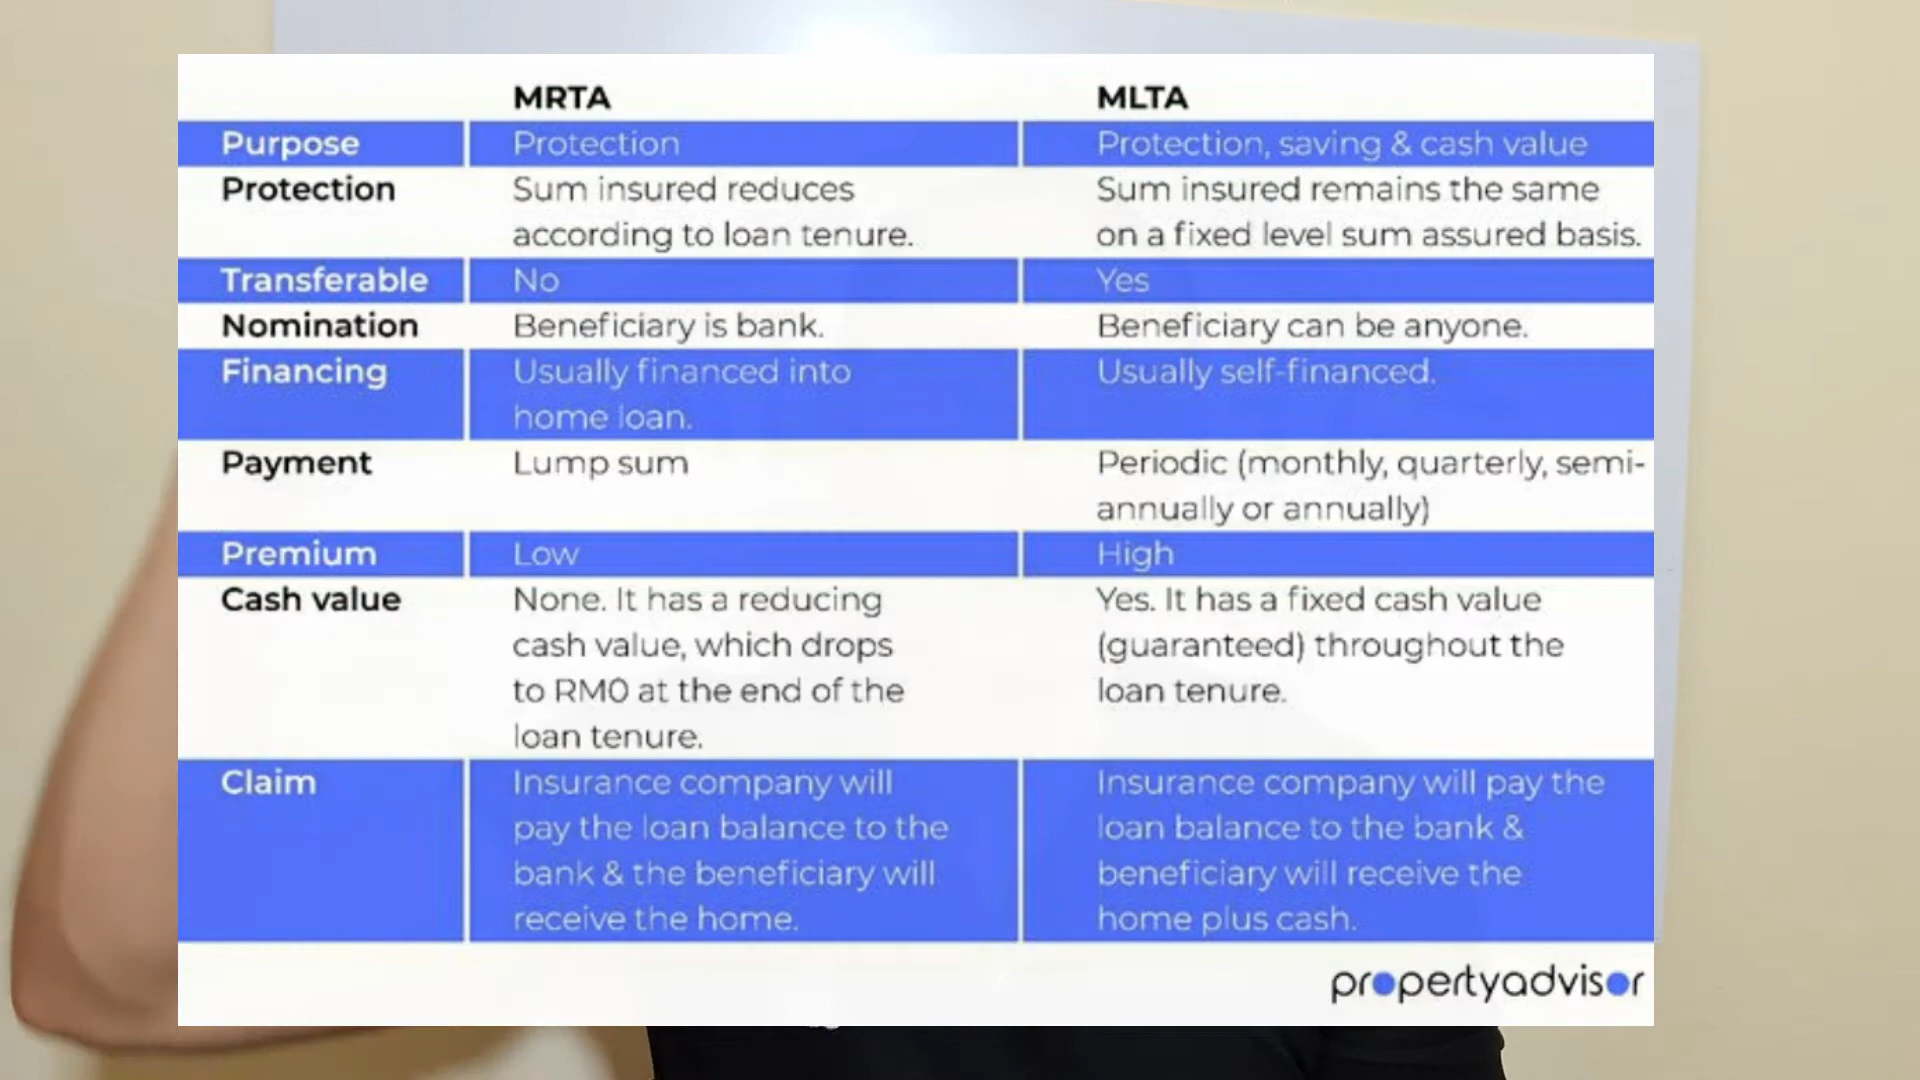 MRTA MLTA
Purpose Protection Protection, saving & cash value
Protection Sum insured reduces Sum insured remains the same
according to loan tenure. on a fixed level sum assured basis.
Transferable No Yes
Nomination Beneficiary is bank. Beneficiary can be anyone.
Financing Usually financed into Usually self-financed.
home loan.
Payment Lump sum Periodic (monthly, quarterly, semi-
annually or annually)
Premium Low High
Cash value None. It has a reducing Yes. It has a fixed cash value
cash value, which drops (guaranteed) throughout the
to RM0 at the end of the loan tenure.
loan tenure.
Claim Insurance company will Insurance company will pay the
pay the loan balance to the loan balance to the bank &
bank & the beneficiary will beneficiary will receive the
receive the home. home plus cash.
propertyadvisor